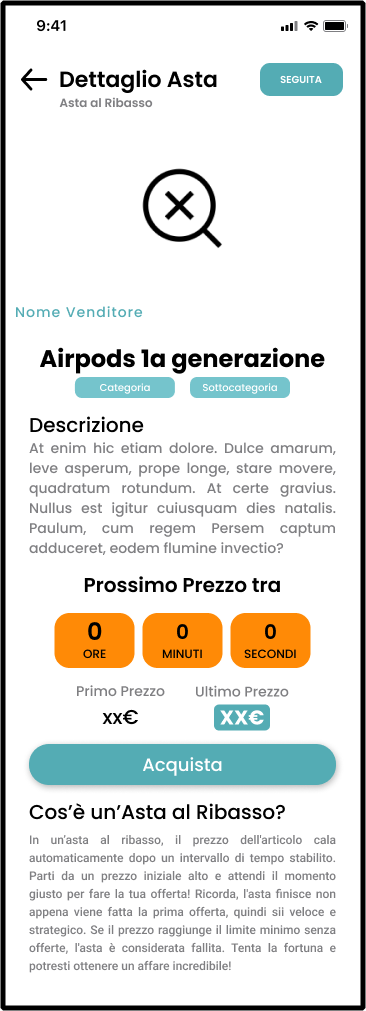 9:41
Dettaglio Asta
SEGUITA
Asta al Ribasso
Nome Venditore
Airpods 1a generazione
Categoria
Sottocategoria
Descrizione
At enim hic etiam dolore. Dulce amarum,
leve asperum, prope longe, stare movere,
quadratum rotundum. At certe gravius.
Nullus est igitur cuiusquam dies natalis.
Paulum, cum regem Persem captum
adduceret, eodem flumine invectio?
Prossimo Prezzo tra
0 0 0
ORE MINUTI SECONDI
Primo Prezzo Ultimo Prezzo
xx€ XX€
Acquista
Cos'è un'Asta al Ribasso?
In un'asta al ribasso, il prezzo dell'articolo cala
automaticamente dopo un intervallo di tempo stabilito.
Parti da un prezzo iniziale alto e attendi il momento
giusto per fare la tua offerta! Ricorda, l'asta finisce non
appena viene fatta la prima offerta, quindi sii veloce e
strategico. Se il prezzo raggiunge il limite minimo senza
offerte, l'asta è considerata fallita. Tenta la fortuna e
potresti ottenere un affare incredibile!